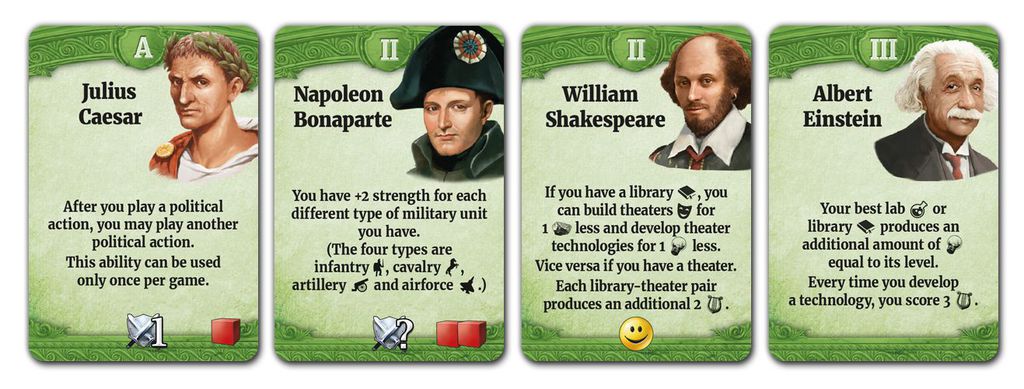 A
Julius
Caesar
After you play a political
action, you may play another
political action.
This ability can be used
only once per game.
1
II
Napoleon
Bonaparte
You have +2 strength for each
different type of military unit
you have.
(The four types are
infantry , cavalry ,
artillery and airforce .)
?
II
William
Shakespeare
If you have a library , you
can build theaters for
1 less and develop theater
technologies for 1 less.
Vice versa if you have a theater.
Each library-theater pair
produces an additional 2 .
III
Albert
Einstein
Your best lab or
library produces an
additional amount of
equal to its level.
Every time you develop
a technology, you score 3 .